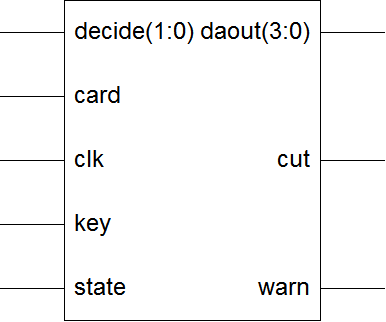 decide(1:0) daout(3:0)
card
clk cut
key
state warn